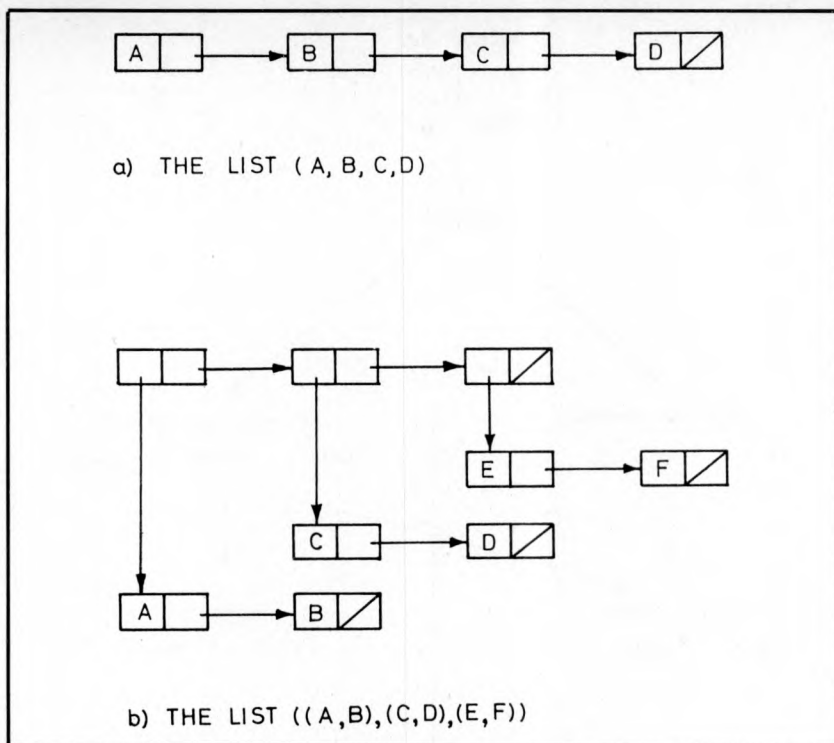 A B C D
a) THE LIST (A, B, C,D)
E F
C D
A B
b) THE LIST ((A,B),(C,D),(E,F))